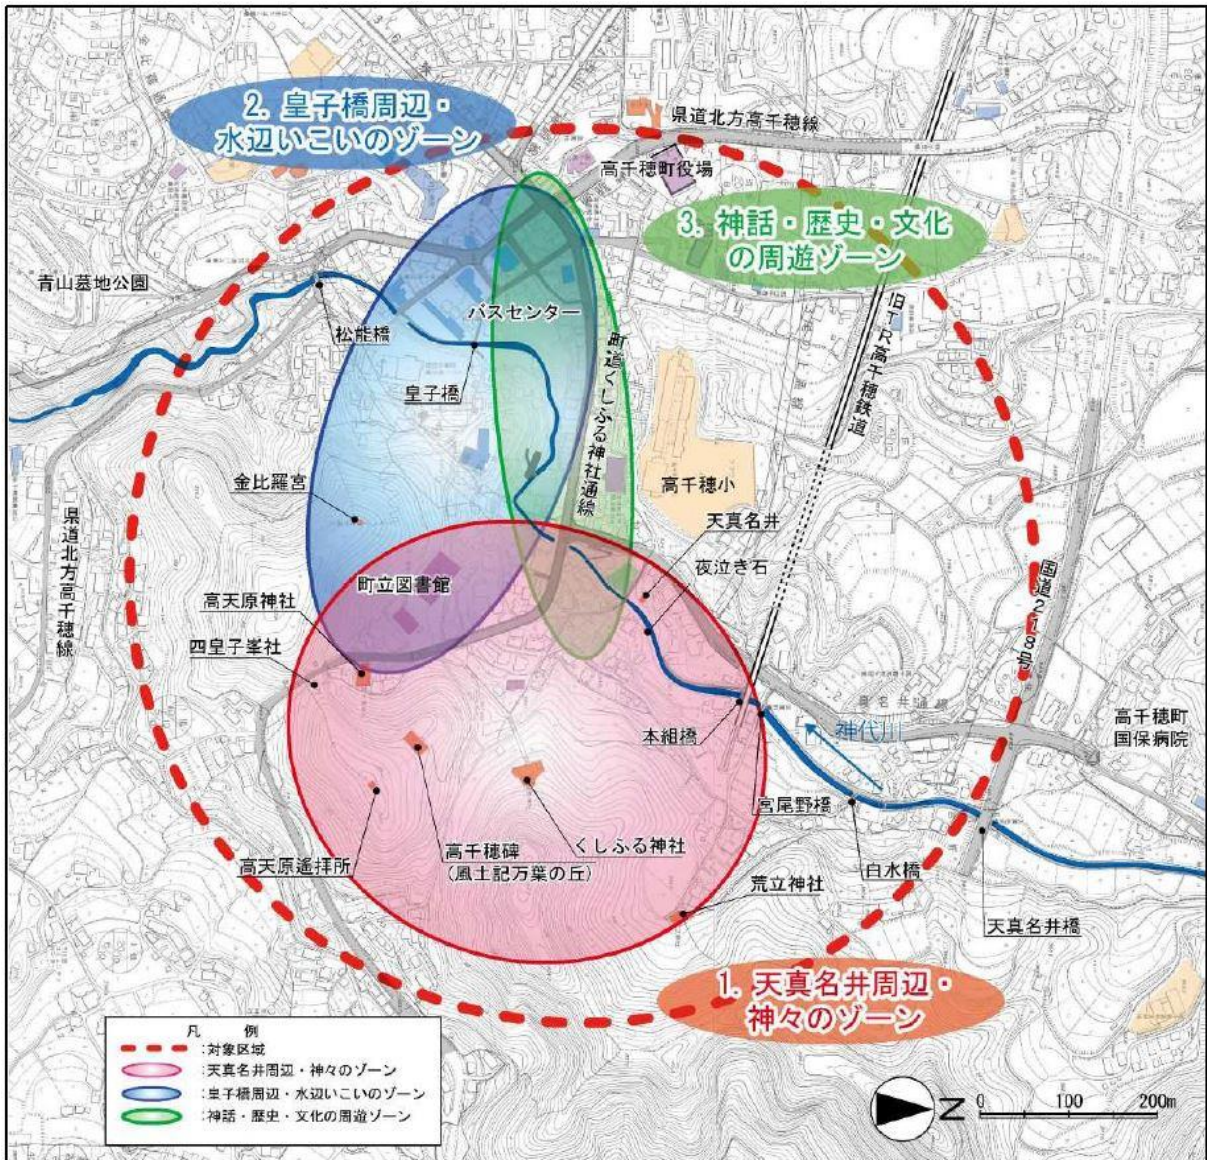 2. 皇子橋周辺・
水辺いこいのゾーン
県道北方高千穂線
高千穂町役場
3. 神話・歴史・文化
の周遊ゾーン
青山墓地公園
松能橋
バスセンター
皇子橋
町道くしふる神社通線
旧TR高千穂鉄道
金比羅宮
高千穂小
天真名井
夜泣き石
県道北方高千穂線
町立図書館
高天原神社
四皇子峯社
国道218号
本組橋
神代川
高千穂町
国保病院
宮尾野橋
高天原遙拝所
高千穂碑
(風土記万葉の丘)
くしふる神社
白水橋
荒立神社
天真名井橋
1. 天真名井周辺・
神々のゾーン
凡 例
:対象区域
:天真名井周辺・神々のゾーン
:皇子橋周辺・水辺いこいのゾーン
:神話・歴史・文化の周遊ゾーン
N
0 100 200m